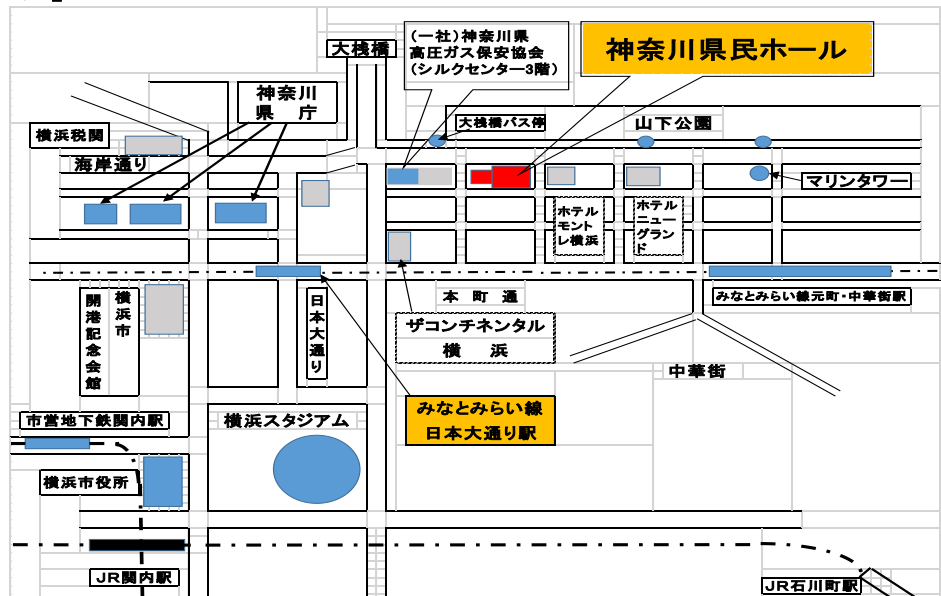 大桟橋
(一社)神奈川県
高圧ガス保安協会
(シルクセンター3階)
神奈川県民ホール
神奈川
県 庁
横浜税関
大桟橋バス停
山下公園
海岸通り
マリンタワー
ホテル
モント
レ横浜
ホテル
ニュー
グラン
ド
横浜市
開港記念会館
日本大通り
本 町 通
みなとみらい線元町・中華街駅
ザコンチネンタル
横 浜
中華街
みなとみらい線
日本大通り駅
市営地下鉄関内駅
横浜スタジアム
横浜市役所
JR関内駅
JR石川町駅